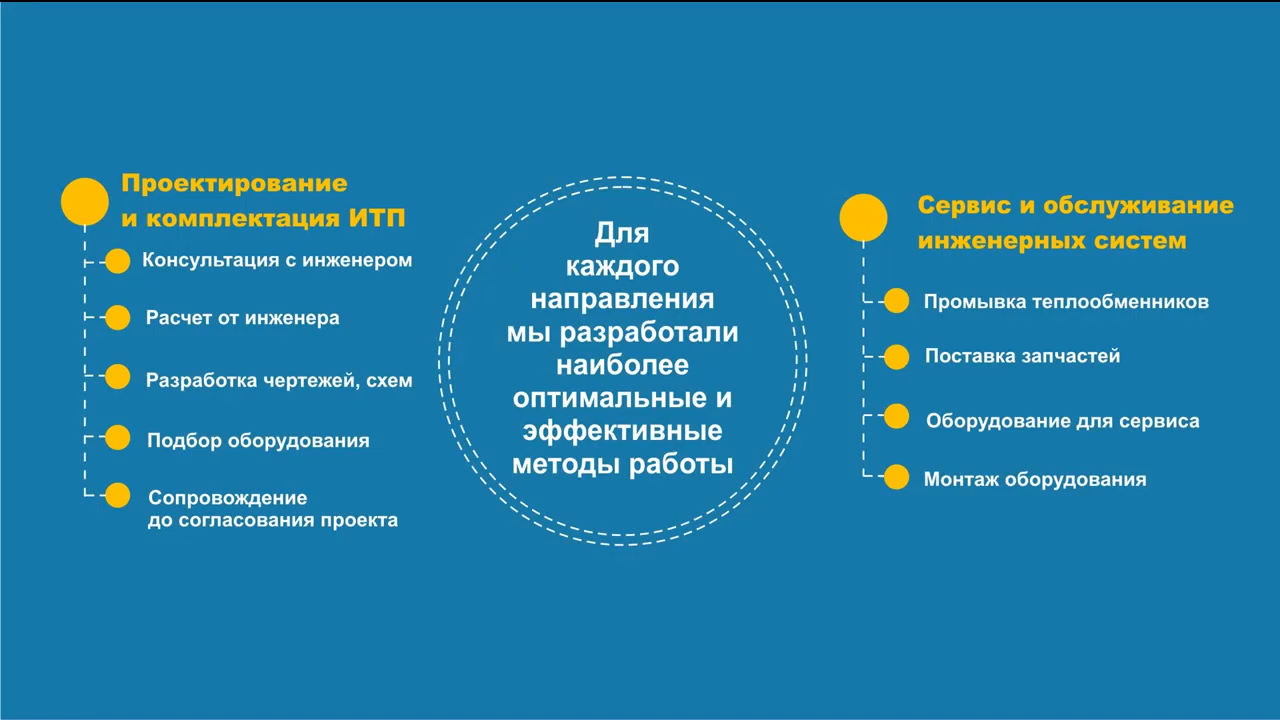 Проектирование
и комплектация ИТП
Консультация с инженером
Расчет от инженера
Разработка чертежей, схем
Подбор оборудования
Сопровождение
до согласования проекта
Для
каждого
направления
мы разработали
наиболее
оптимальные и
эффективные
методы работы
Сервис и обслуживание
инженерных систем
Промывка теплообменников
Поставка запчастей
Оборудование для сервиса
Монтаж оборудования